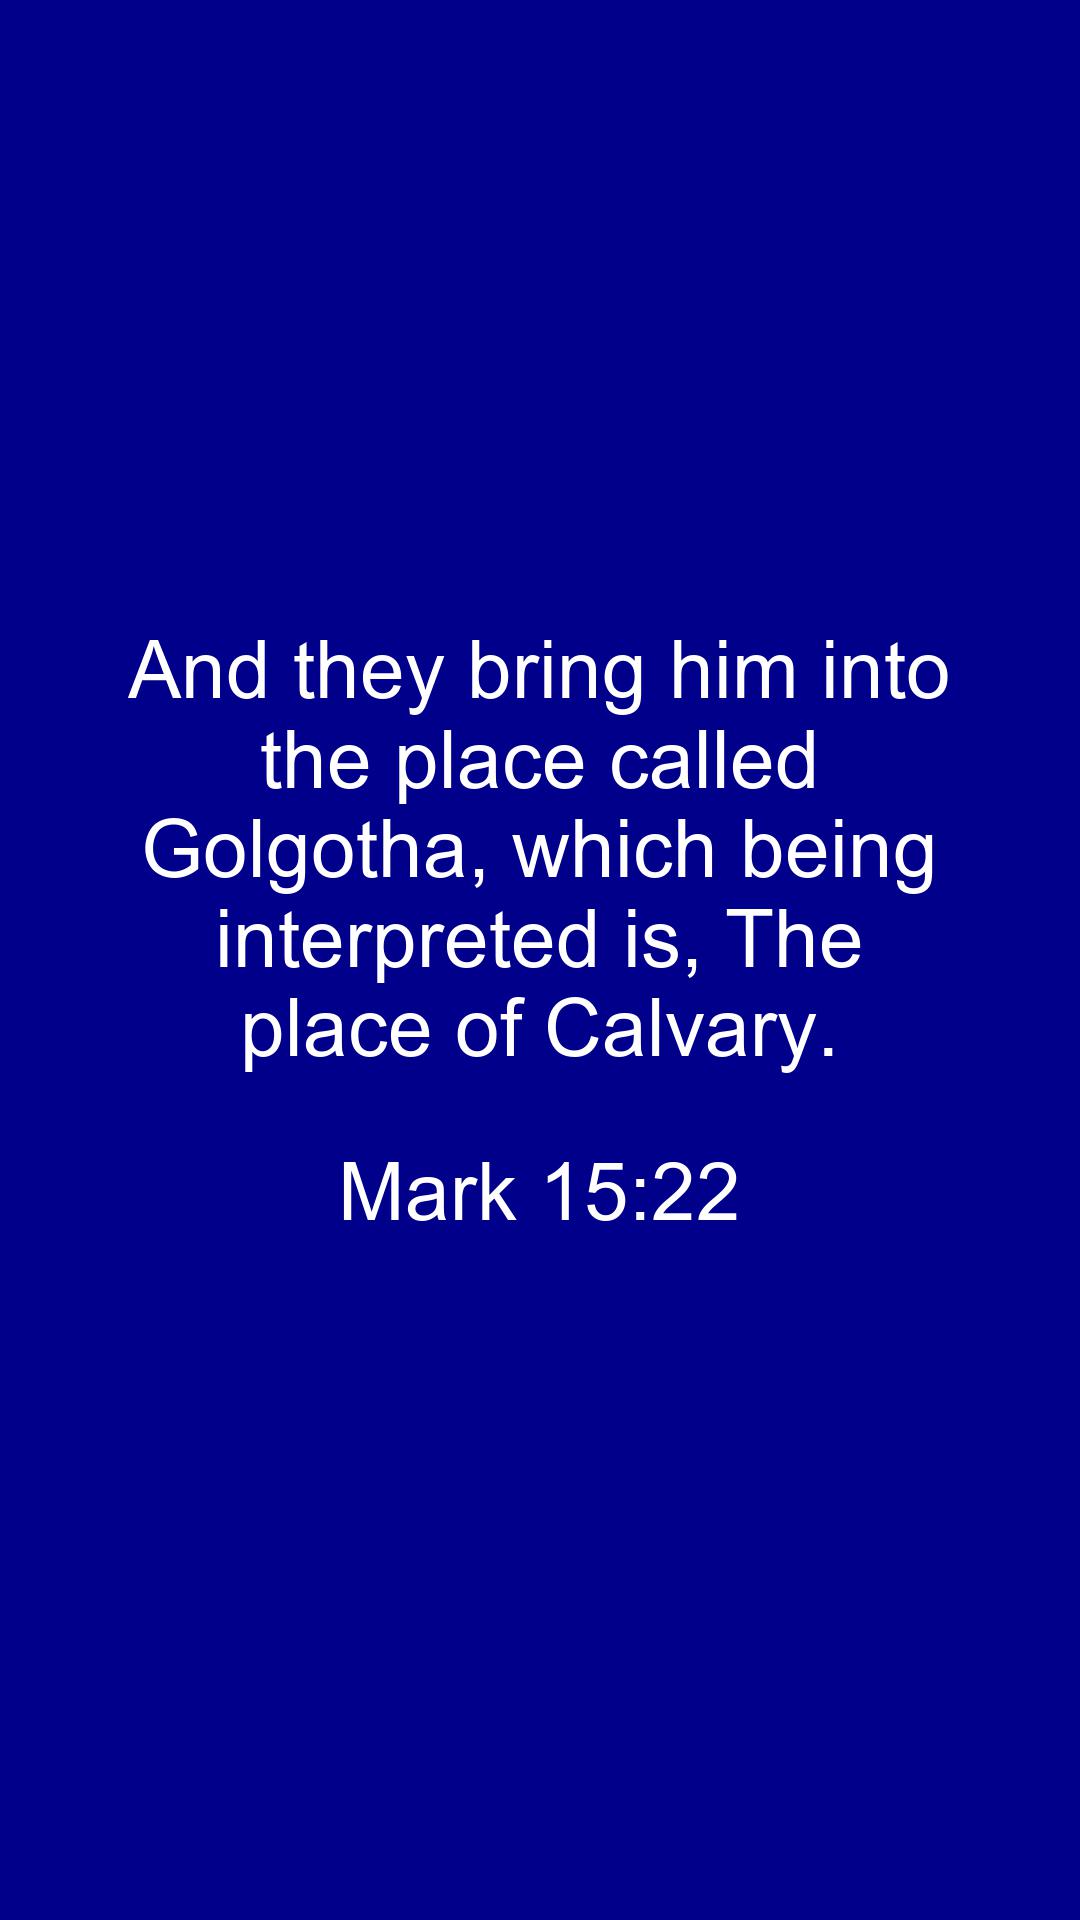 And they bring him into
the place called
Golgotha, which being
interpreted is, The
place of Calvary.
Mark 15:22